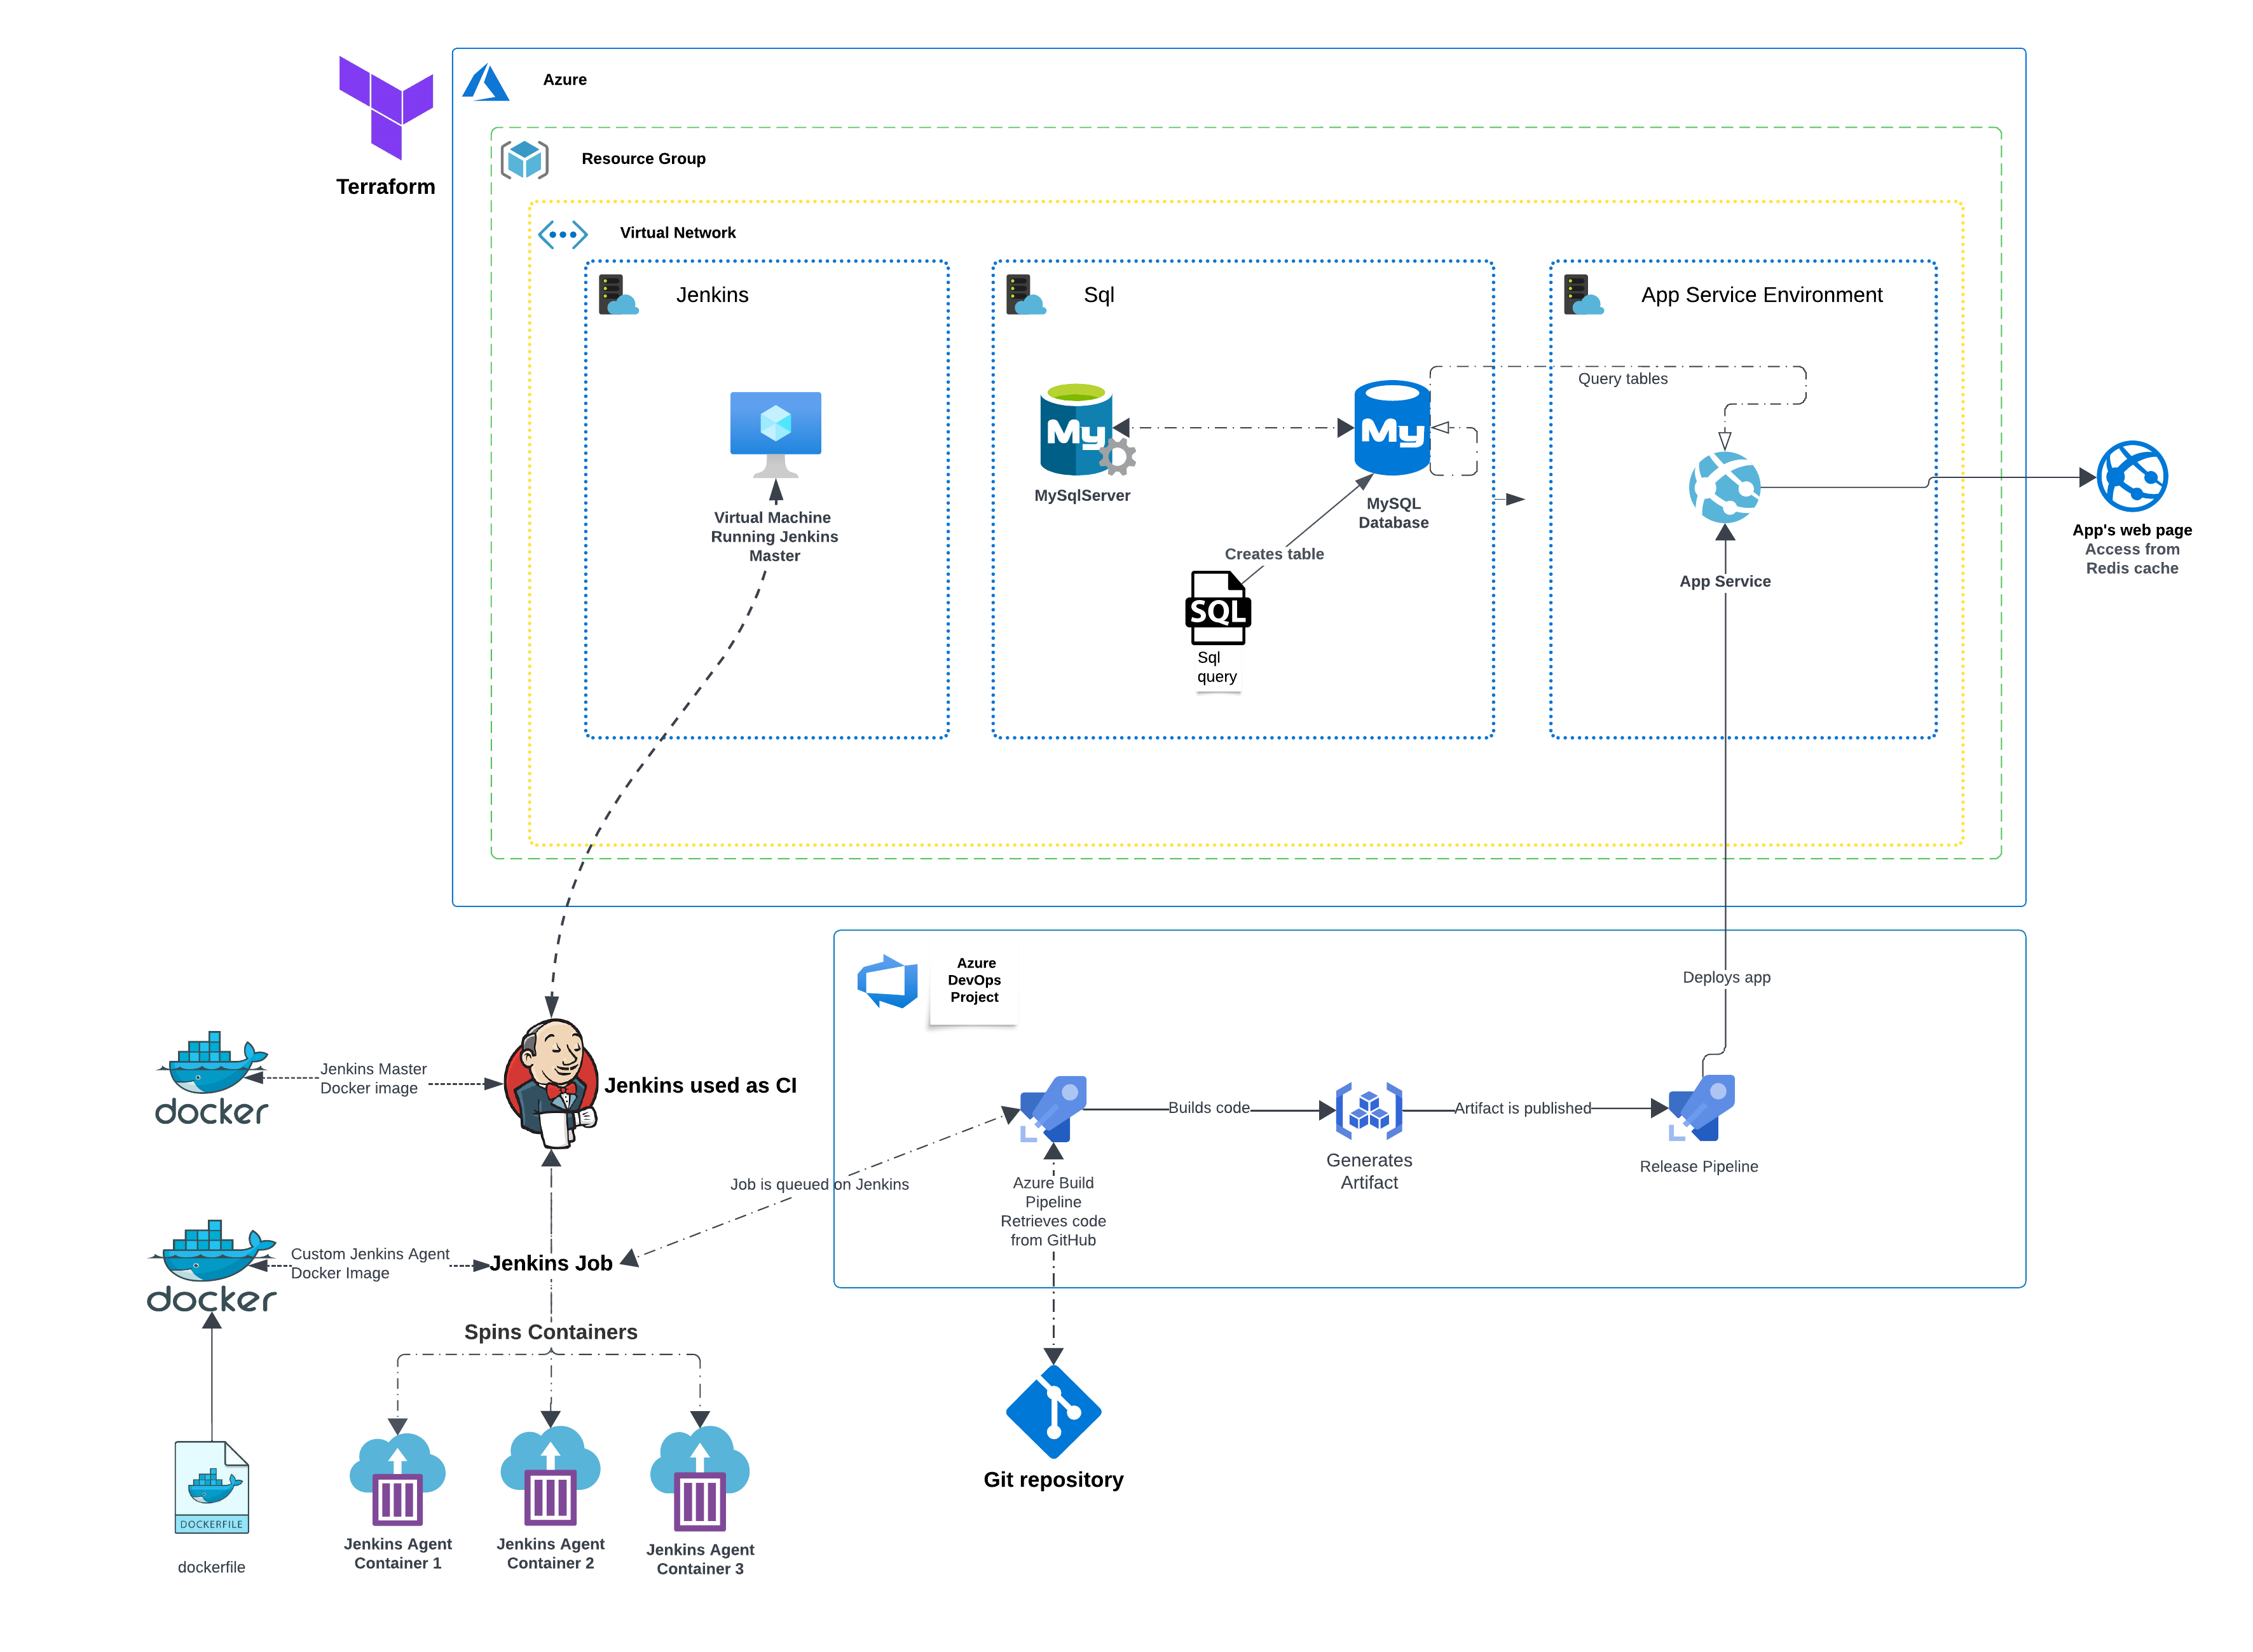 Azure
Terraform
Resource Group
Virtual Network
Jenkins
Sql
App Service Environment
Query tables
My
My
MySqlServer
MySQL
Database
Virtual Machine
Running Jenkins
Master
Creates table
SQL
Sql
query
App Service
App's web page
Access from
Redis cache
Azure
DevOps
Project
Deploys app
docker
Jenkins Master
Docker image
Jenkins used as CI
Builds code
Artifact is published
Generates
Artifact
Release Pipeline
Job is queued on Jenkins
Azure Build
Pipeline
Retrieves code
from GitHub
docker
Custom Jenkins Agent
Docker Image
Jenkins Job
Spins Containers
Git repository
DOCKERFILE
dockerfile
Jenkins Agent
Container 1
Jenkins Agent
Container 2
Jenkins Agent
Container 3